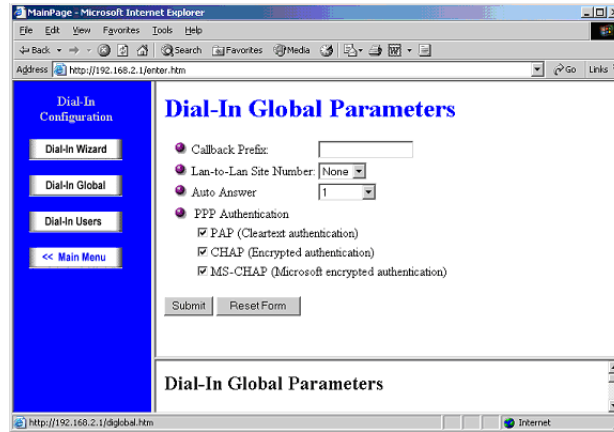 MainPage - Microsoft Internet Explorer
File Edit View Favorites Tools Help
Back Search Favorites Media
Address http://192.168.2.1/enter.htm Go Links
Dial-In
Configuration
Dial-In Wizard
Dial-In Global
Dial-In Users
<< Main Menu
Dial-In Global Parameters
Callback Prefix:
Lan-to-Lan Site Number: None
Auto Answer 1
PPP Authentication
PAP (Cleartext authentication)
CHAP (Encrypted authentication)
MS-CHAP (Microsoft encrypted authentication)
Submit Reset Form
Dial-In Global Parameters
http://192.168.2.1/diglobal.htm Internet